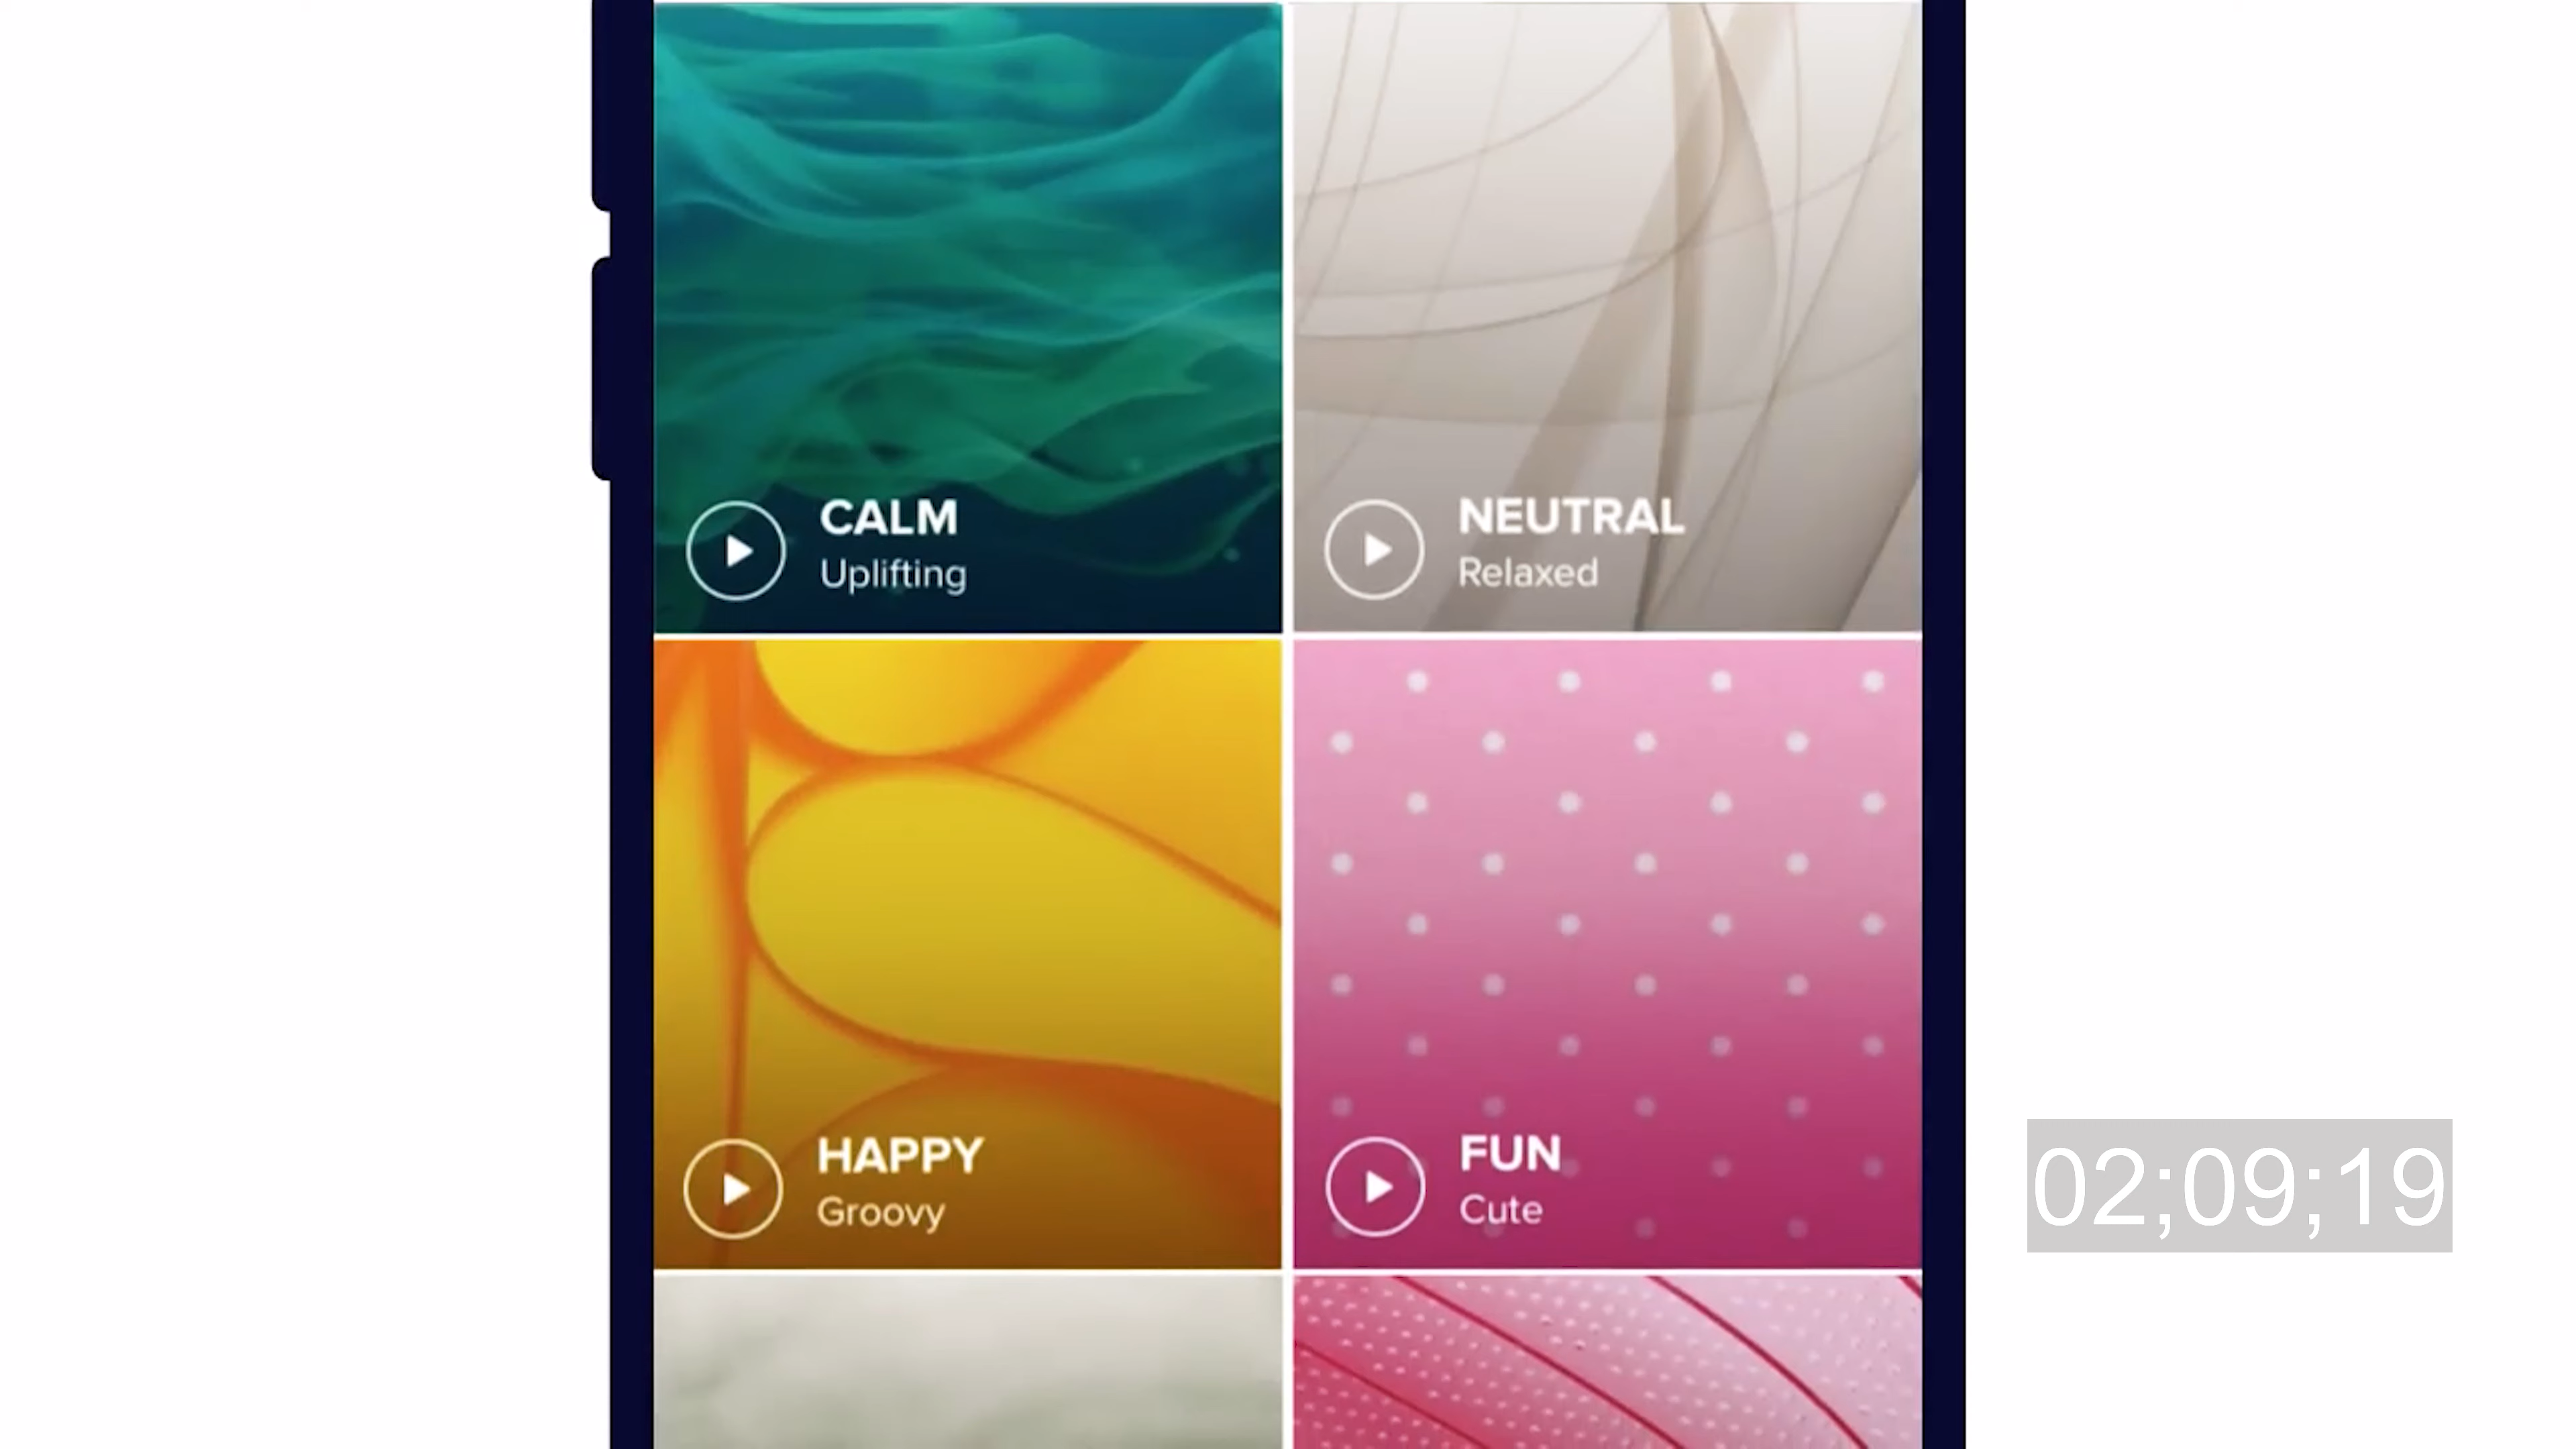 CALM
Uplifting
NEUTRAL
Relaxed
HAPPY
Groovy
FUN
Cute
02;09;19